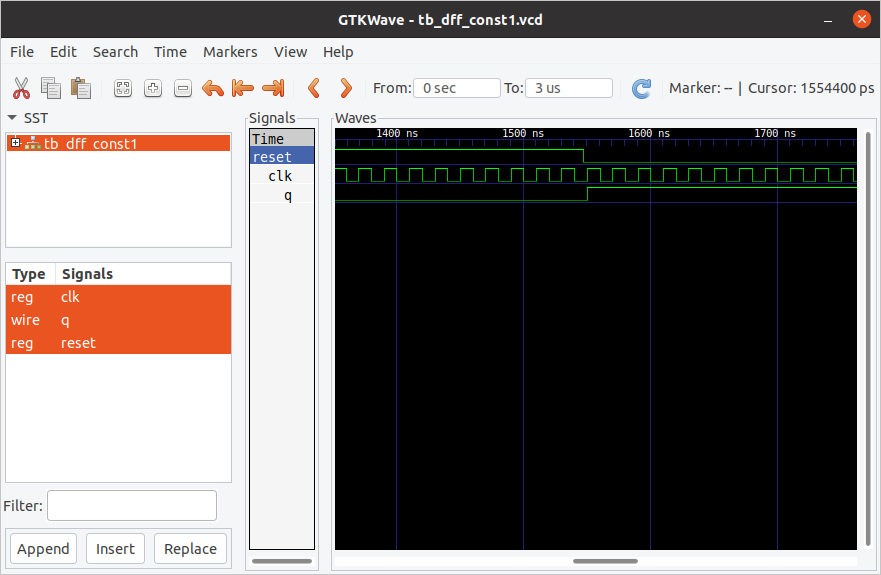 GTKWave - tb_dff_const1.vcd
File Edit Search Time Markers View Help
From: 0 sec To: 3 us Marker: -- | Cursor: 1554400 ps
SST
tb_dff_const1
Type Signals
reg clk
wire q
reg reset
Filter:
Append Insert Replace
Signals
Time
reset
clk
q
Waves
1400 ns 1500 ns 1600 ns 1700 ns